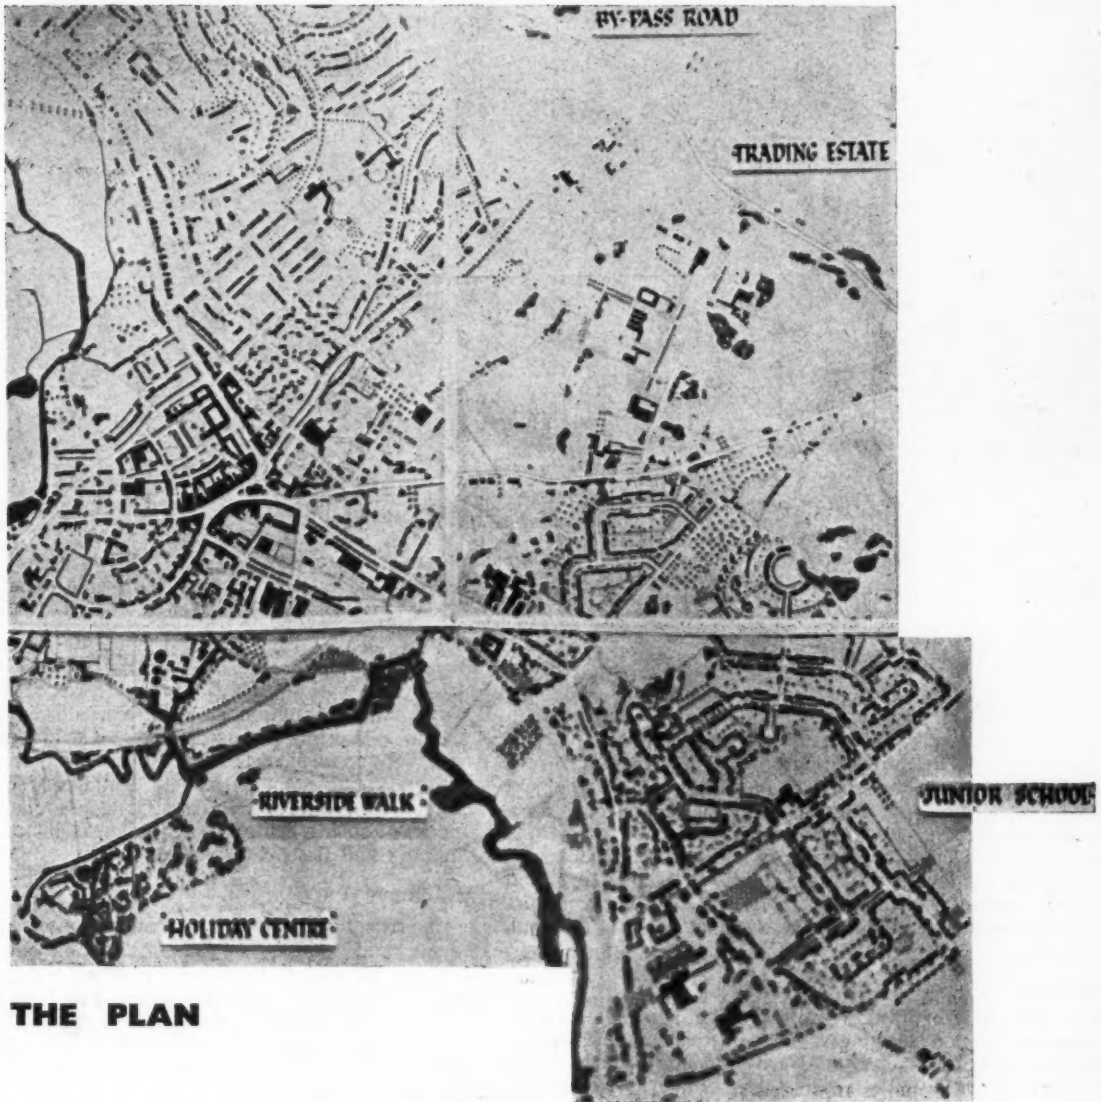 BY-PASS ROAD
TRADING ESTATE
JUNIOR SCHOOL
RIVERSIDE WALK
HOLIDAY CENTRE
THE PLAN